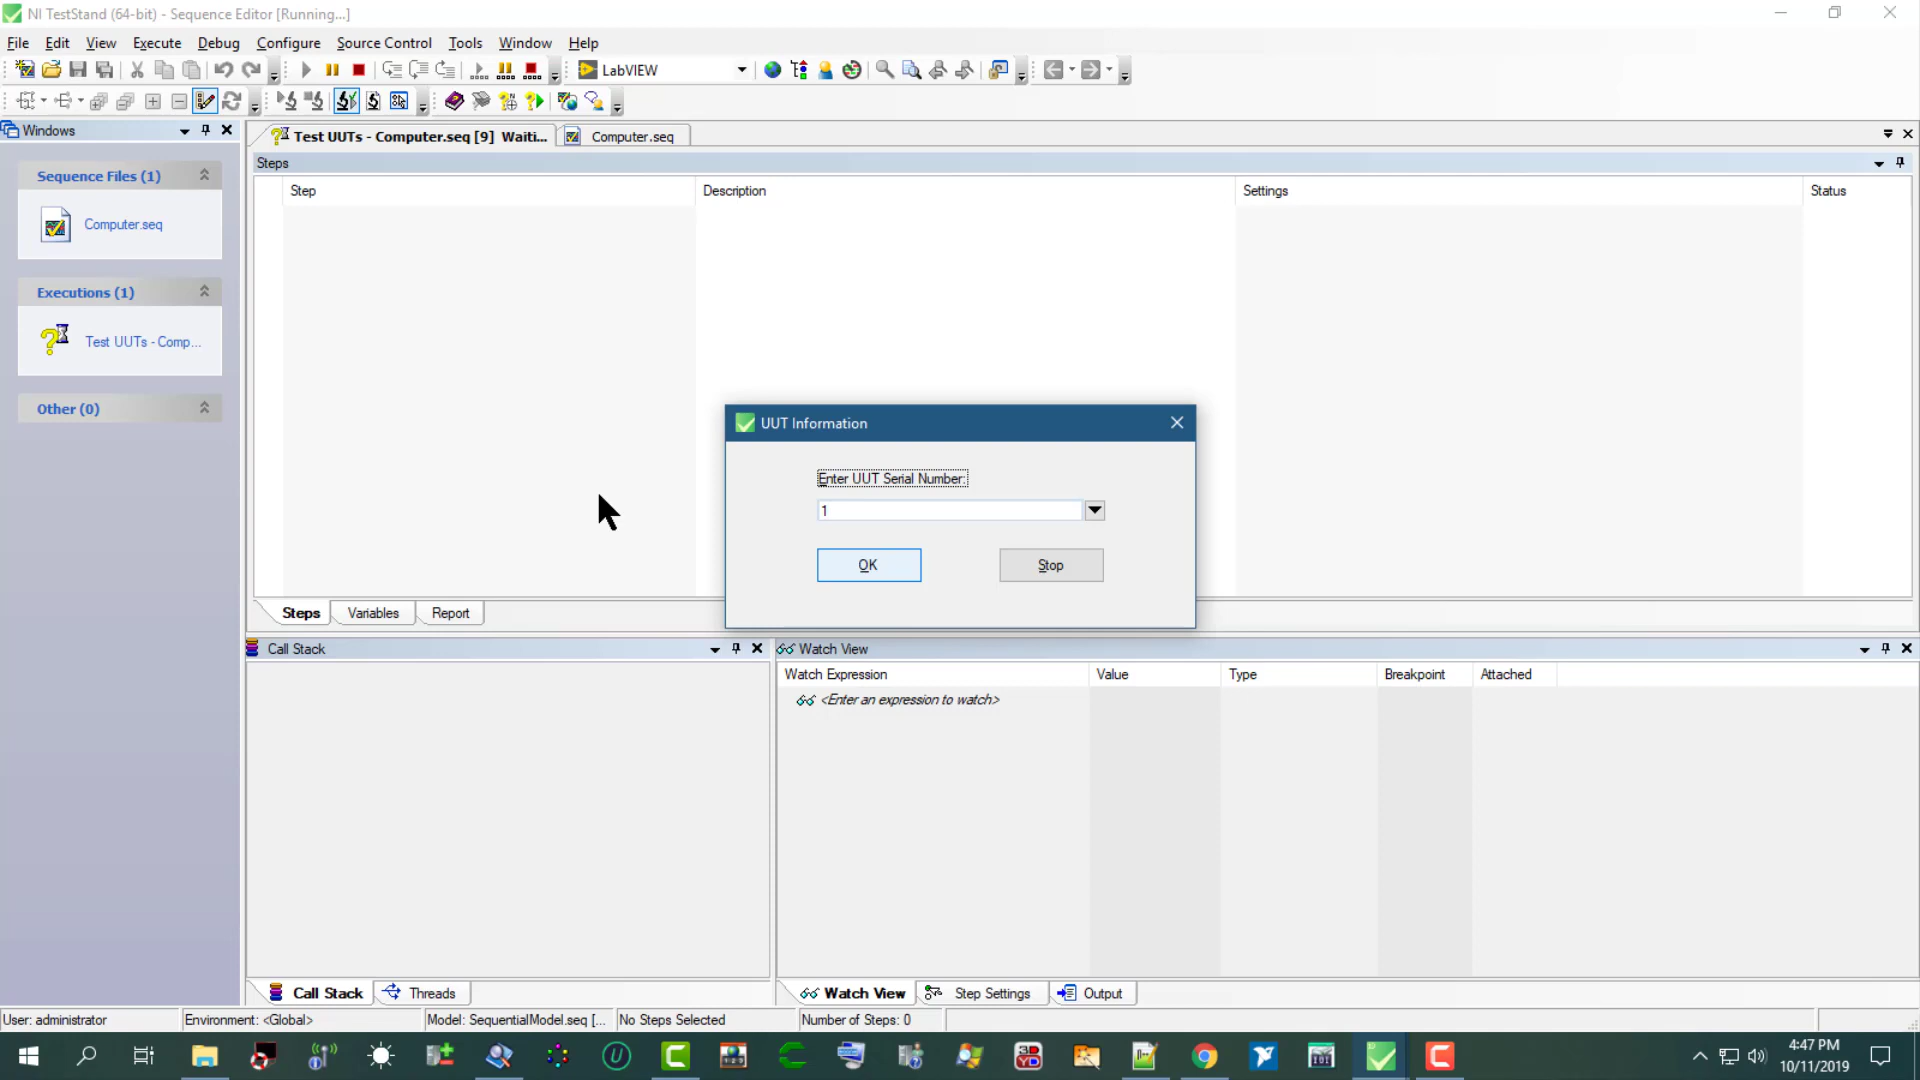 NI TestStand (64-bit) - Sequence Editor [Running...]
File Edit View Execute Debug Configure Source Control Tools Window Help
LabVIEW
Windows
Test UUTs - Computer.seq [9] Waiti...
Computer.seq
Steps
Sequence Files (1)
Step Description Settings Status
Computer.seq
Executions (1)
Test UUTs - Comp...
Other (0)
UUT Information
Enter UUT Serial Number:
1
OK Stop
Steps Variables Report
Call Stack
Watch View
Watch Expression Value Type Breakpoint Attached
<Enter an expression to watch>
Call Stack Threads
Watch View Step Settings Output
User: administrator Environment: <Global> Model: SequentialModel.seq [... No Steps Selected Number of Steps: 0
4:47 PM
10/11/2019